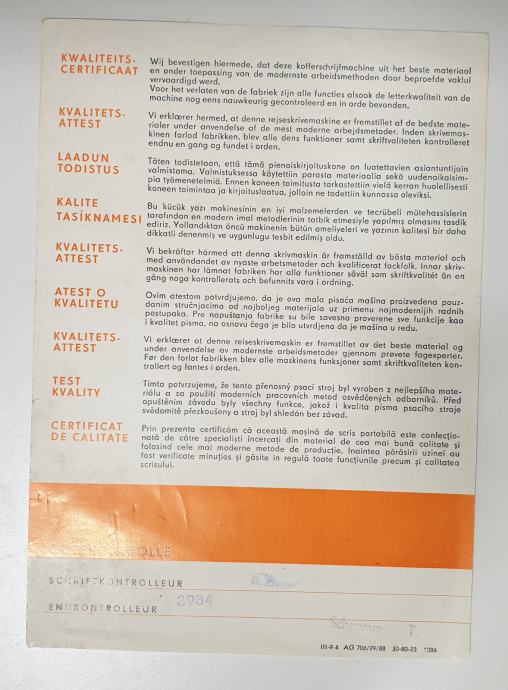 KWALITEITS-
CERTIFICAAT
Wij bevestigen hiermede, dat deze kofferschrijfmachine uit het beste materiaal
en onder toepassing van de modernste arbeidsmethoden door beproefde vaklui
vervaardigd werd.
Voor het verlaten van de fabriek zijn alle functies alsook de letterkwaliteit van de
machine nog eens nauwkeurig gecontroleerd en in orde bevonden.
KVALITETS-
ATTEST
Vi erklærer hermed, at denne rejseskrivemaskine er fremstillet af de bedste mate-
rialer under anvendelse af de mest moderne arbejdsmetoder. Inden skrivemas-
kinen forlod fabrikken, blev alle dens funktioner samt skriftvaliteten kontrolleret
endnu en gang og fundet i orden.
LAADUN
TODISTUS
Täten todistetaan, että tämä pienoiskirjoituskone on luotettavien asiantuntijain
valmistama. Valmistuksessa käytettiin parasta materiaalia sekä uudenaikaisim-
pia työmenetelmiä. Ennen koneen toimitusta tarkastettiin vielä kerran huolellisesti
koneen toimintaa ja kirjoituslaatua, jolloin ne todettiin kunnossa oleviksi.
KALITE
TASİKNAMESİ
Bu kücük yazı makinesinin en iyi malzemelerden ve tecrübeli mütehassislerin
tarafından en modern imal metodlerinin totbik etmesiyle yapılmış olmasını tasdik
ediriz. Yollandıktan öncü makinenin bütün ameliyeleri ve yazının kalitesi bir daha
dikkatli denenmiş ve uygunlugu tesbit edilmiş oldu.
KVALITETS-
ATTEST
Vi bekräftar härmed att denna skrivmaskin är framställd av bästa material och
med användandet av nyaste arbetsmetoder och kvalificerat fackfolk. Innar skriv-
maskinen har lämnat fabriken har alla funktioner såväl som skriftkvalitét än en
gång noga kontrollerats och befunnits vara i ordning.
ATEST O
KVALITETU
Ovim atestom potvrdjujemo, da je ova mala pisaća mašina proizvedena pouz-
danim stručnjacima od najboljeg materijala uz primenu najmodernijih radnih
postupaka. Pre napuštanja fabrike su bile savesno proverene sve funkcije kao
i kvalitet pisma, na osnovu čega je bilo utvrdjeno da je mašina u redu.
KVALITETS-
ATTEST
Vi erklærer at denne reiseskrivemaskin er fremstillet av det beste material og
under anvendelse av moderne arbeidsmetoder gjennom prøvete fagexperter.
Før den forlot fabrikken blev alle maskinens funksjoner samt skriftkvaliteten kon-
trollert og fantes i orden.
TEST
KVALITY
Tímto potvrzujeme, že tento přenosný psací stroj byl vyroben z nejlepšího mate-
riálu a za použití moderních pracovních metod osvědčených odborníků. Před
opuštěním závodu byly všechny funkce, jakož i kvalita písma psacího stroje
svědomitě přezkoušeny a stroj byl shledán bez závad.
CERTIFICAT
DE CALITATE
Prin prezenta certificăm că această mașină de scris portabilă este confecțio-
nată de către specialiști încercați din material de cea mai bună calitate și
folosind cele mai moderne metode de producție. Inaintea părăsirii uzinei au
fost verificate minuțios și găsite in regulă toate funcțiunile precum și calitatea
scrisului.
SCHRIFTKONTROLLEUR
ENDKONTROLLEUR
3934
Schramm T.
III-9-4 AG 706/29/88 30-80-23 1386